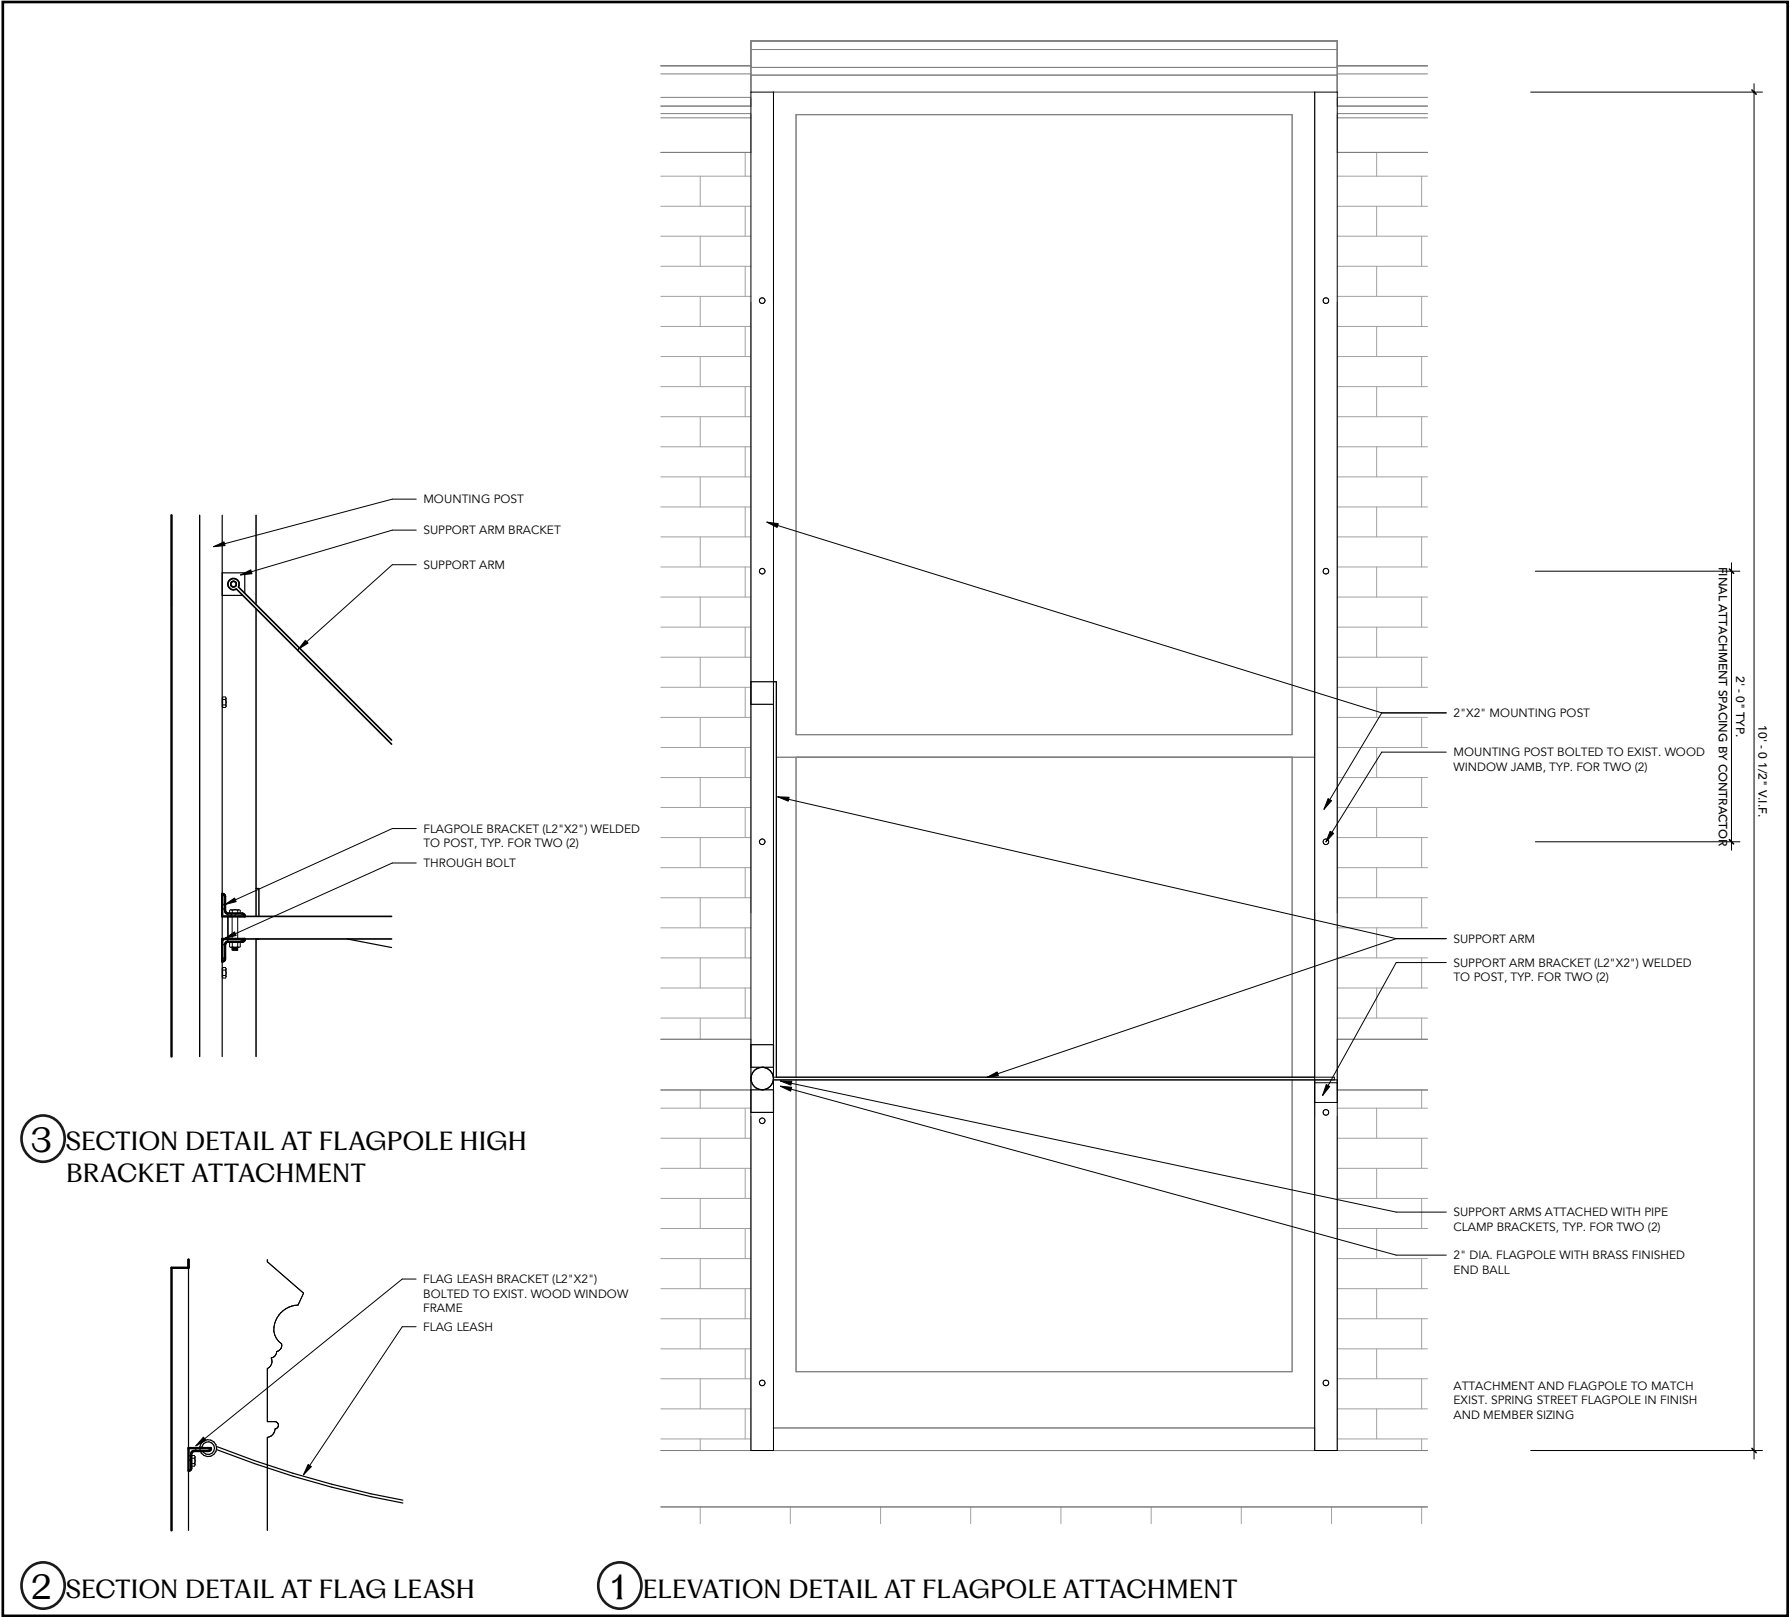 MOUNTING POST
SUPPORT ARM BRACKET
SUPPORT ARM
FLAGPOLE BRACKET (L2"X2") WELDED
TO POST, TYP. FOR TWO (2)
THROUGH BOLT
3 SECTION DETAIL AT FLAGPOLE HIGH
BRACKET ATTACHMENT
FLAG LEASH BRACKET (L2"X2")
BOLTED TO EXIST. WOOD WINDOW
FRAME
FLAG LEASH
2 SECTION DETAIL AT FLAG LEASH
2"X2" MOUNTING POST
MOUNTING POST BOLTED TO EXIST. WOOD
WINDOW JAMB, TYP. FOR TWO (2)
SUPPORT ARM
SUPPORT ARM BRACKET (L2"X2") WELDED
TO POST, TYP. FOR TWO (2)
SUPPORT ARMS ATTACHED WITH PIPE
CLAMP BRACKETS, TYP. FOR TWO (2)
2" DIA. FLAGPOLE WITH BRASS FINISHED
END BALL
ATTACHMENT AND FLAGPOLE TO MATCH
EXIST. SPRING STREET FLAGPOLE IN FINISH
AND MEMBER SIZING
2' - 0" TYP.
FINAL ATTACHMENT SPACING BY CONTRACTOR
10' - 0 1/2" V.I.F.
1 ELEVATION DETAIL AT FLAGPOLE ATTACHMENT